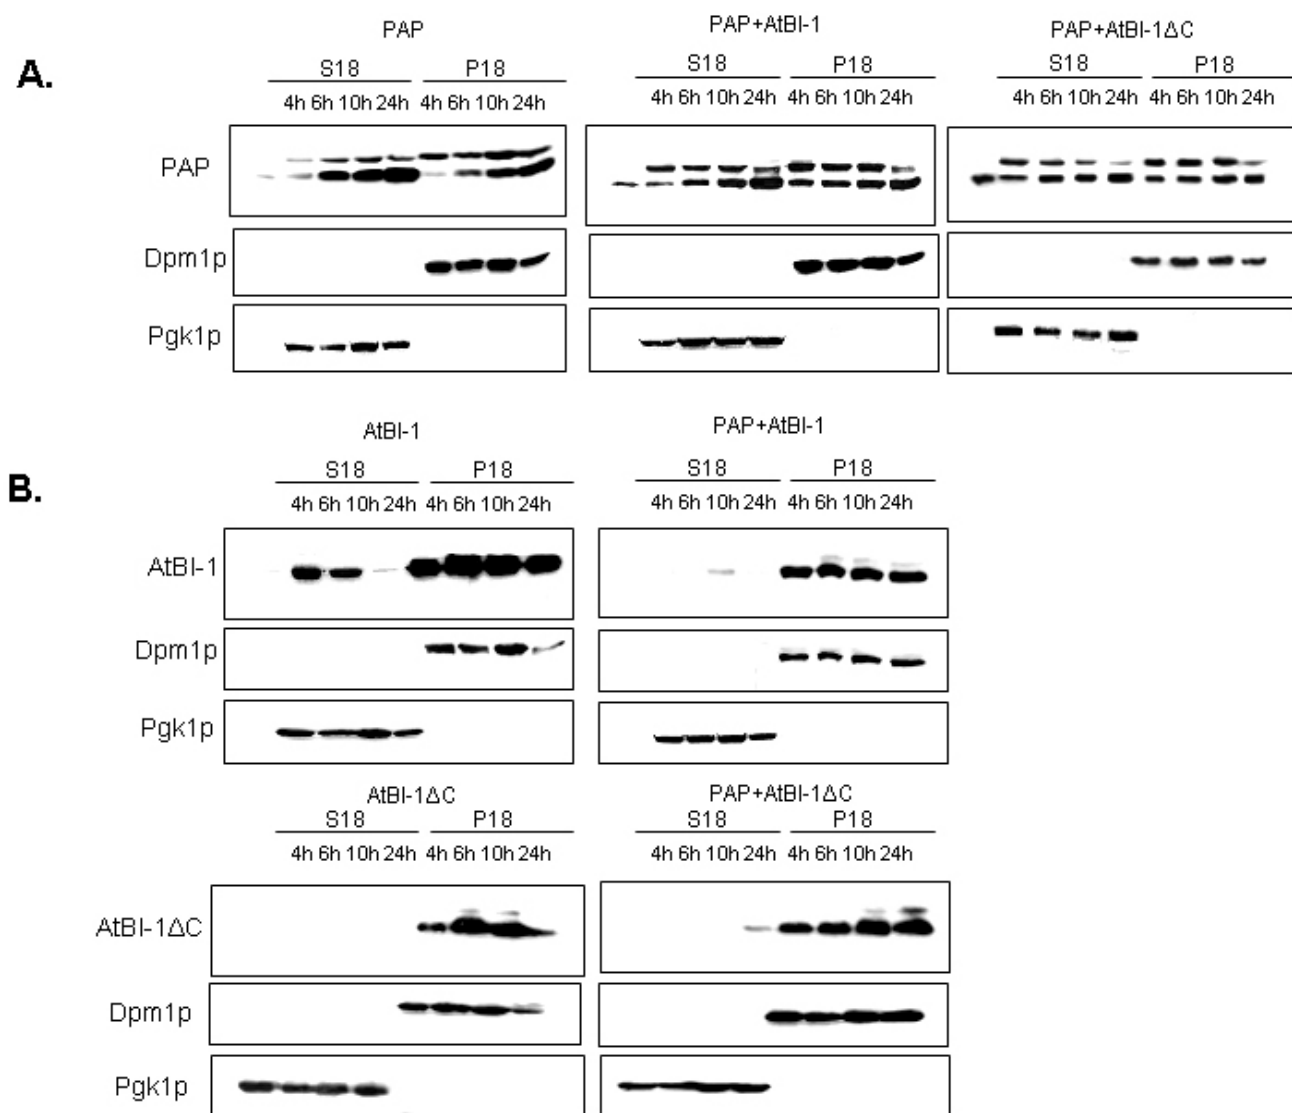 A.
PAP
PAP+AtBI-1
PAP+AtBI-1ΔC
S18 P18
S18 P18
S18 P18
4h 6h 10h 24h 4h 6h 10h 24h
4h 6h 10h 24h 4h 6h 10h 24h
4h 6h 10h 24h 4h 6h 10h 24h
PAP
Dpm1p
Pgk1p
B.
AtBI-1
PAP+AtBI-1
S18 P18
S18 P18
4h 6h 10h 24h 4h 6h 10h 24h
4h 6h 10h 24h 4h 6h 10h 24h
AtBI-1
Dpm1p
Pgk1p
AtBI-1ΔC
PAP+AtBI-1ΔC
S18 P18
S18 P18
4h 6h 10h 24h 4h 6h 10h 24h
4h 6h 10h 24h 4h 6h 10h 24h
AtBI-1ΔC
Dpm1p
Pgk1p